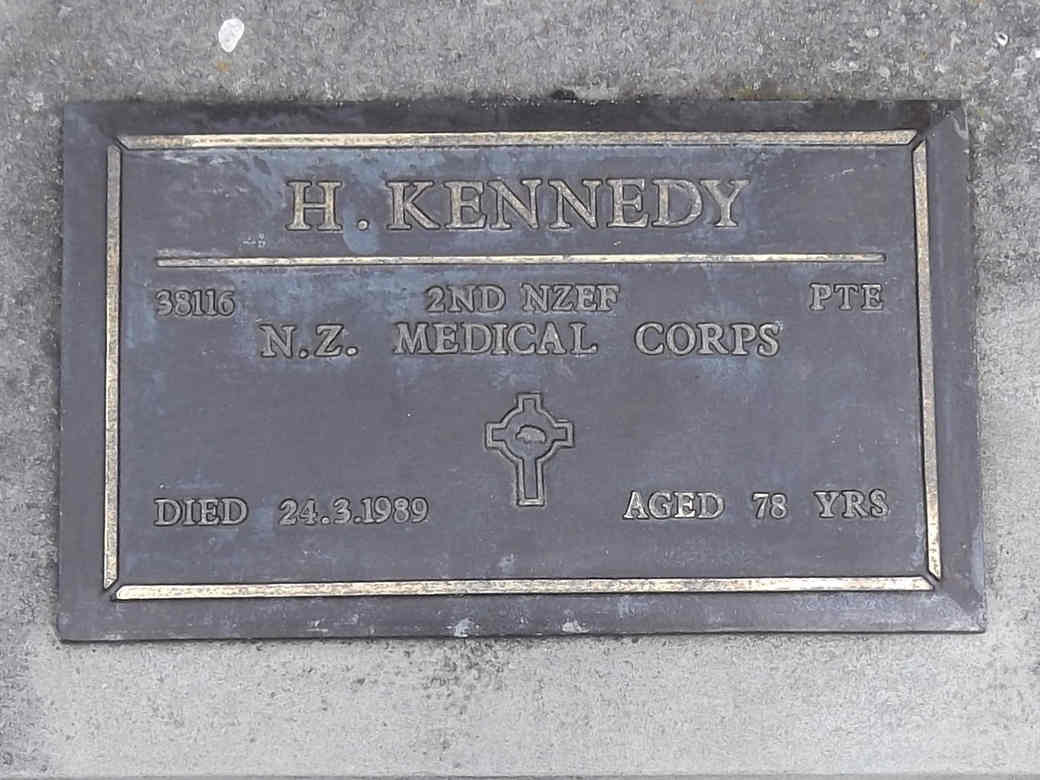 H. KENNEDY
38116 2ND NZEF PTE
N.Z. MEDICAL CORPS
DIED 24.3.1989 AGED 78 YRS